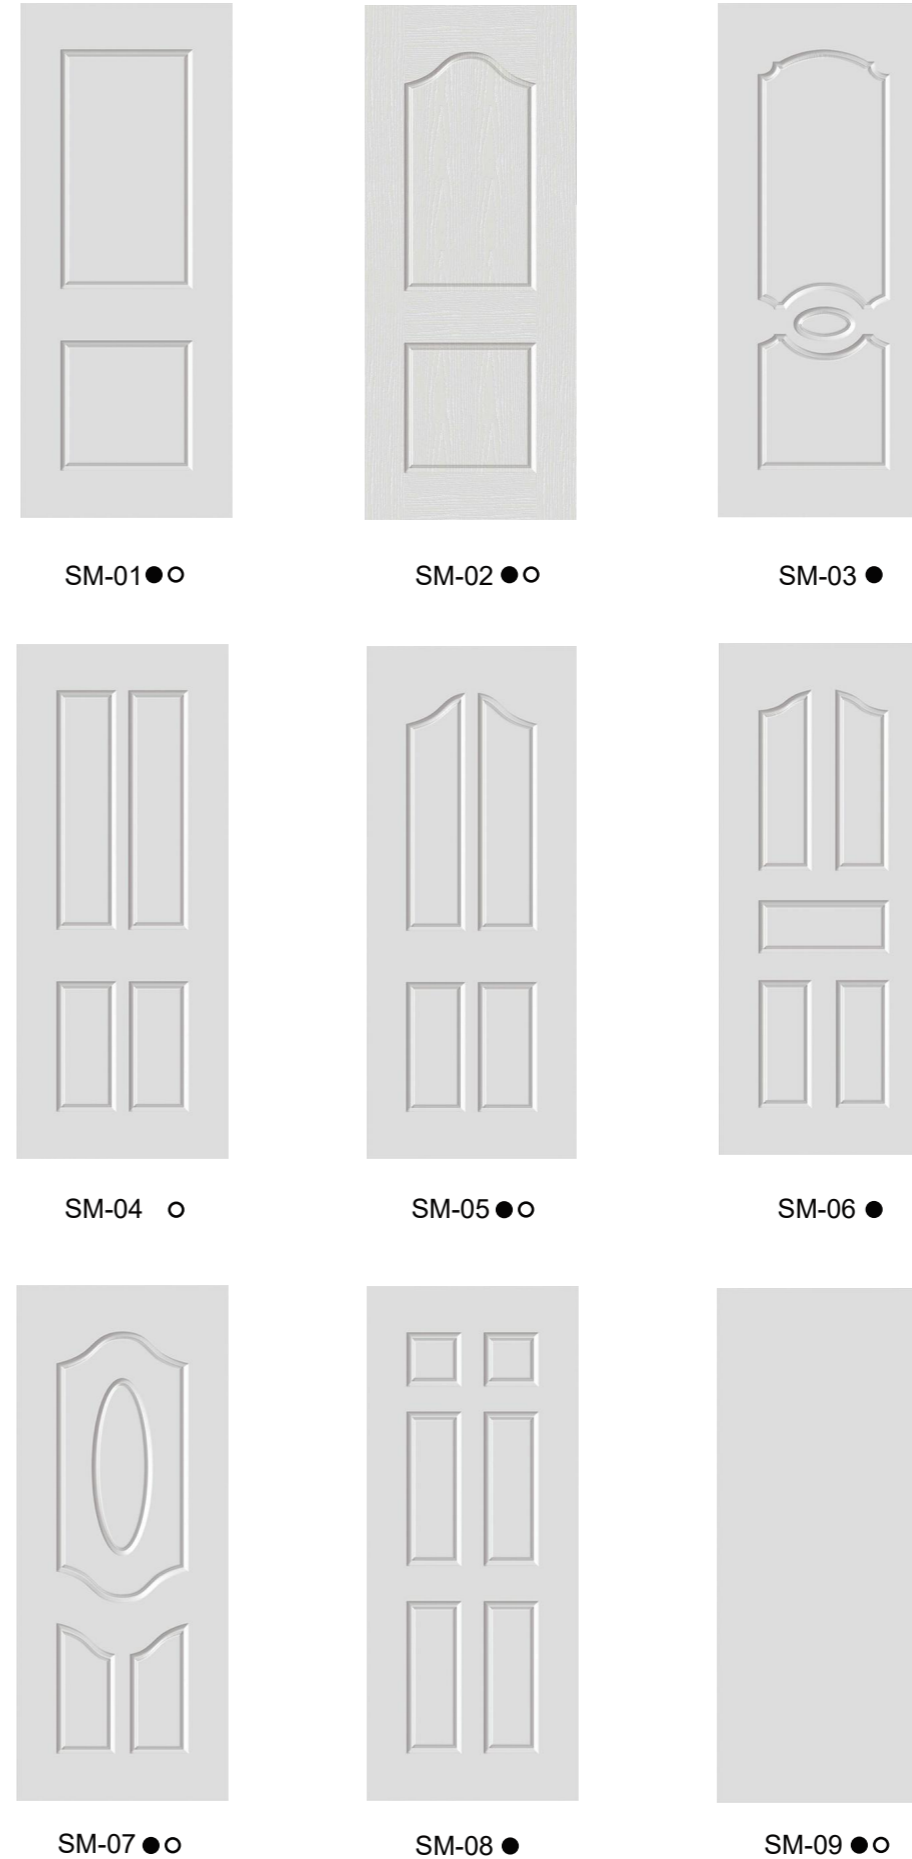 SM-01●○
SM-02 ●○
SM-03 ●
SM-04 ○
SM-05 ●○
SM-06 ●
SM-07 ●○
SM-08 ●
SM-09 ●○